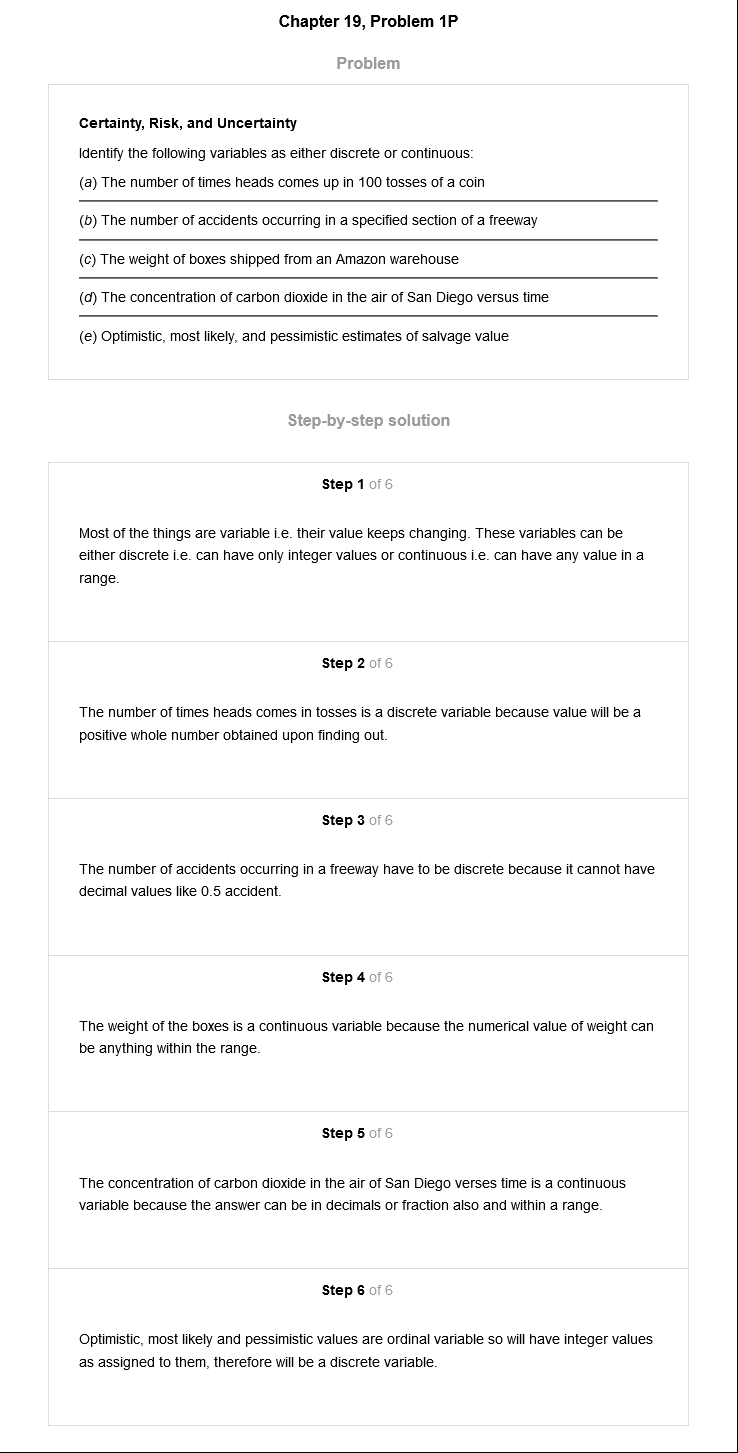 Chapter 19, Problem 1P
Problem
Certainty, Risk, and Uncertainty
Identify the following variables as either discrete or continuous:
(a) The number of times heads comes up in 100 tosses of a coin
(b) The number of accidents occurring in a specified section of a freeway
(c) The weight of boxes shipped from an Amazon warehouse
(d) The concentration of carbon dioxide in the air of San Diego versus time
(e) Optimistic, most likely, and pessimistic estimates of salvage value
Step-by-step solution
Step 1 of 6
Most of the things are variable i.e. their value keeps changing. These variables can be
either discrete i.e. can have only integer values or continuous i.e. can have any value in a
range.
Step 2 of 6
The number of times heads comes in tosses is a discrete variable because value will be a
positive whole number obtained upon finding out.
Step 3 of 6
The number of accidents occurring in a freeway have to be discrete because it cannot have
decimal values like 0.5 accident.
Step 4 of 6
The weight of the boxes is a continuous variable because the numerical value of weight can
be anything within the range.
Step 5 of 6
The concentration of carbon dioxide in the air of San Diego verses time is a continuous
variable because the answer can be in decimals or fraction also and within a range.
Step 6 of 6
Optimistic, most likely and pessimistic values are ordinal variable so will have integer values
as assigned to them, therefore will be a discrete variable.